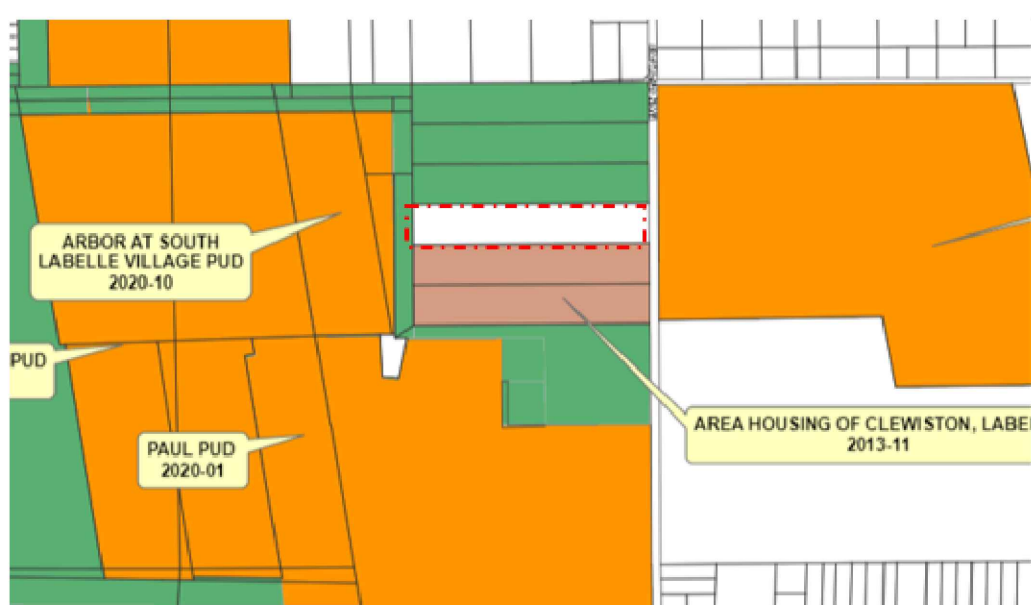 ARBOR AT SOUTH
LABELLE VILLAGE PUD
2020-10
PUD
PAUL PUD
2020-01
AREA HOUSING OF CLEWISTON, LABE
2013-11